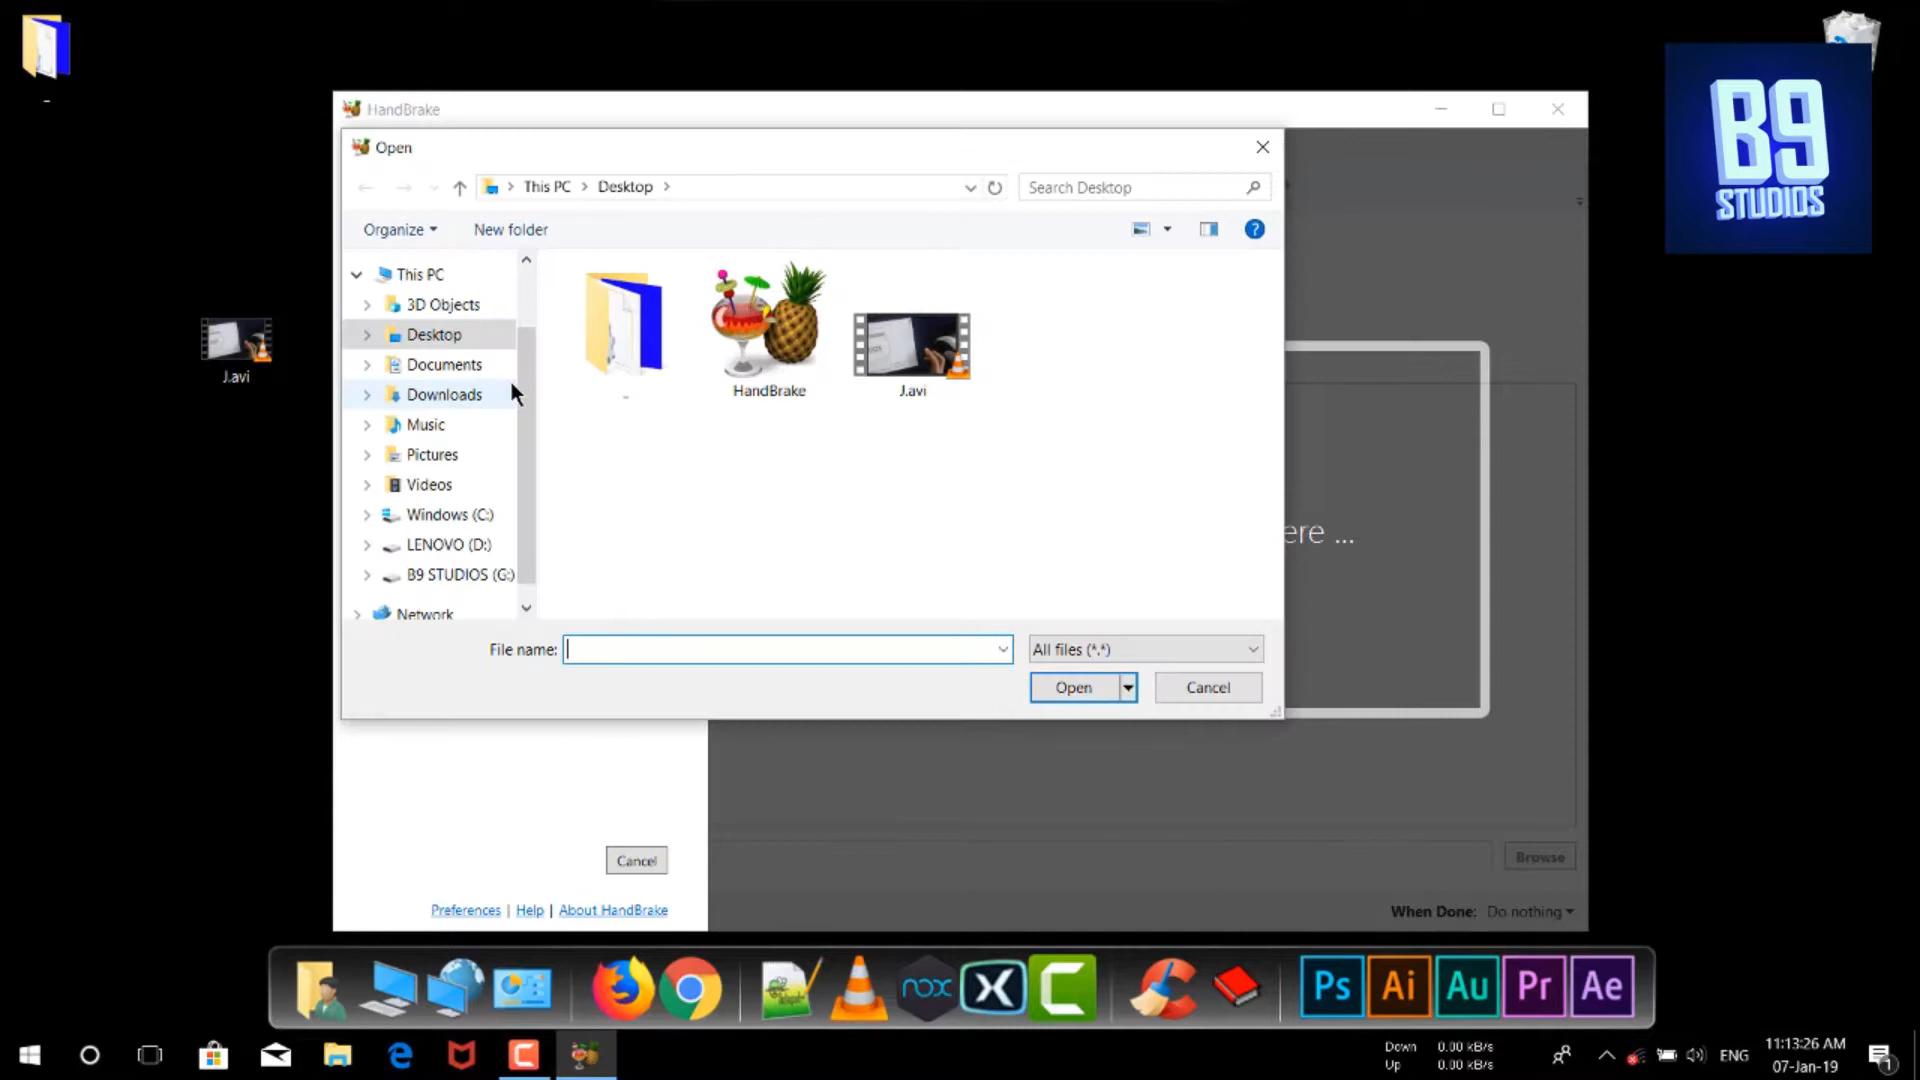 B9
STUDIOS
-
HandBrake
Open
This PC
Desktop
Search Desktop
Organize
New folder
?
This PC
3D Objects
Desktop
Documents
Downloads
Music
Pictures
Videos
Windows (C:)
LENOVO (D:)
B9 STUDIOS (G:)
Network
-
HandBrake
J.avi
J.avi
ere ...
File name:
All files (*.*)
Open
Cancel
Cancel
Browse
Preferences | Help | About HandBrake
When Done: Do nothing
nox
Ps
Ai
Au
Pr
Ae
Down 0.00 kB/s
Up 0.00 kB/s
ENG
11:13:26 AM
07-Jan-19
1